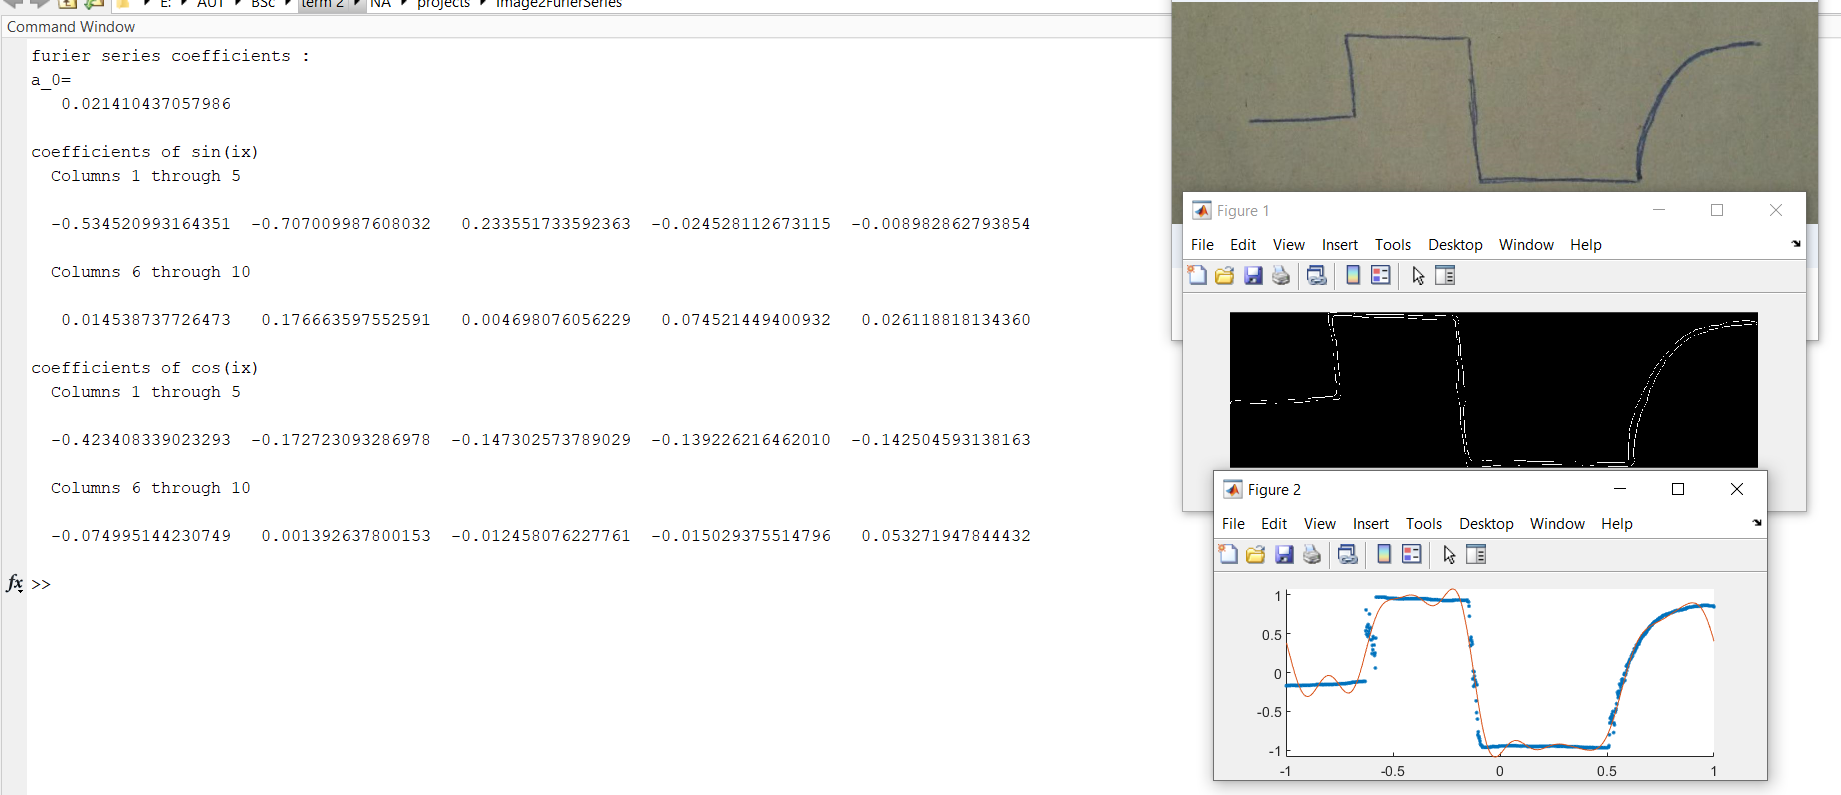 E: AUT BSc term 2 NA projects Image2FurierSeries
Command Window
furier series coefficients :
a_0=
0.021410437057986
coefficients of sin(ix)
Columns 1 through 5
-0.534520993164351 -0.707009987608032 0.233551733592363 -0.024528112673115 -0.008982862793854
Columns 6 through 10
0.014538737726473 0.176663597552591 0.004698076056229 0.074521449400932 0.026118818134360
coefficients of cos(ix)
Columns 1 through 5
-0.423408339023293 -0.172723093286978 -0.147302573789029 -0.139226216462010 -0.142504593138163
Columns 6 through 10
-0.074995144230749 0.001392637800153 -0.012458076227761 -0.015029375514796 0.053271947844432
fx >>
Figure 1
File Edit View Insert Tools Desktop Window Help
Figure 2
File Edit View Insert Tools Desktop Window Help
1
0.5
0
-0.5
-1
-1 -0.5 0 0.5 1